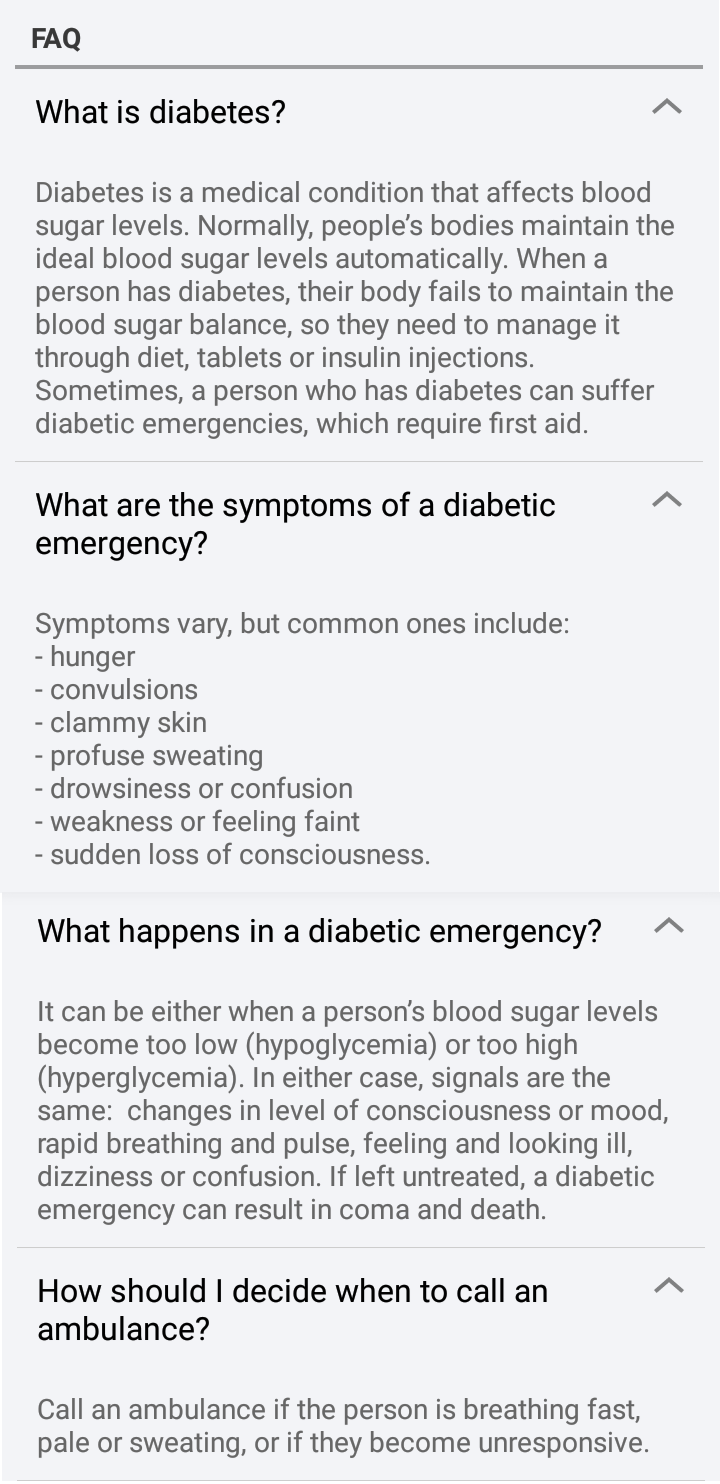 FAQ
What is diabetes?
Diabetes is a medical condition that affects blood
sugar levels. Normally, people’s bodies maintain the
ideal blood sugar levels automatically. When a
person has diabetes, their body fails to maintain the
blood sugar balance, so they need to manage it
through diet, tablets or insulin injections.
Sometimes, a person who has diabetes can suffer
diabetic emergencies, which require first aid.
What are the symptoms of a diabetic
emergency?
Symptoms vary, but common ones include:
- hunger
- convulsions
- clammy skin
- profuse sweating
- drowsiness or confusion
- weakness or feeling faint
- sudden loss of consciousness.
What happens in a diabetic emergency?
It can be either when a person’s blood sugar levels
become too low (hypoglycemia) or too high
(hyperglycemia). In either case, signals are the
same:  changes in level of consciousness or mood,
rapid breathing and pulse, feeling and looking ill,
dizziness or confusion. If left untreated, a diabetic
emergency can result in coma and death.
How should I decide when to call an
ambulance?
Call an ambulance if the person is breathing fast,
pale or sweating, or if they become unresponsive.